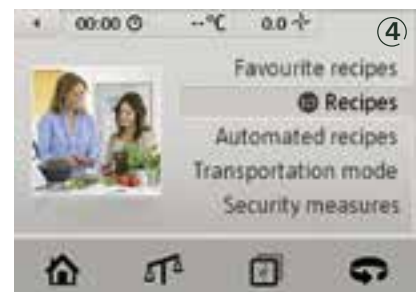 00:00 --°C 0.0 ④
Favourite recipes
Recipes
Automated recipes
Transportation mode
Security measures